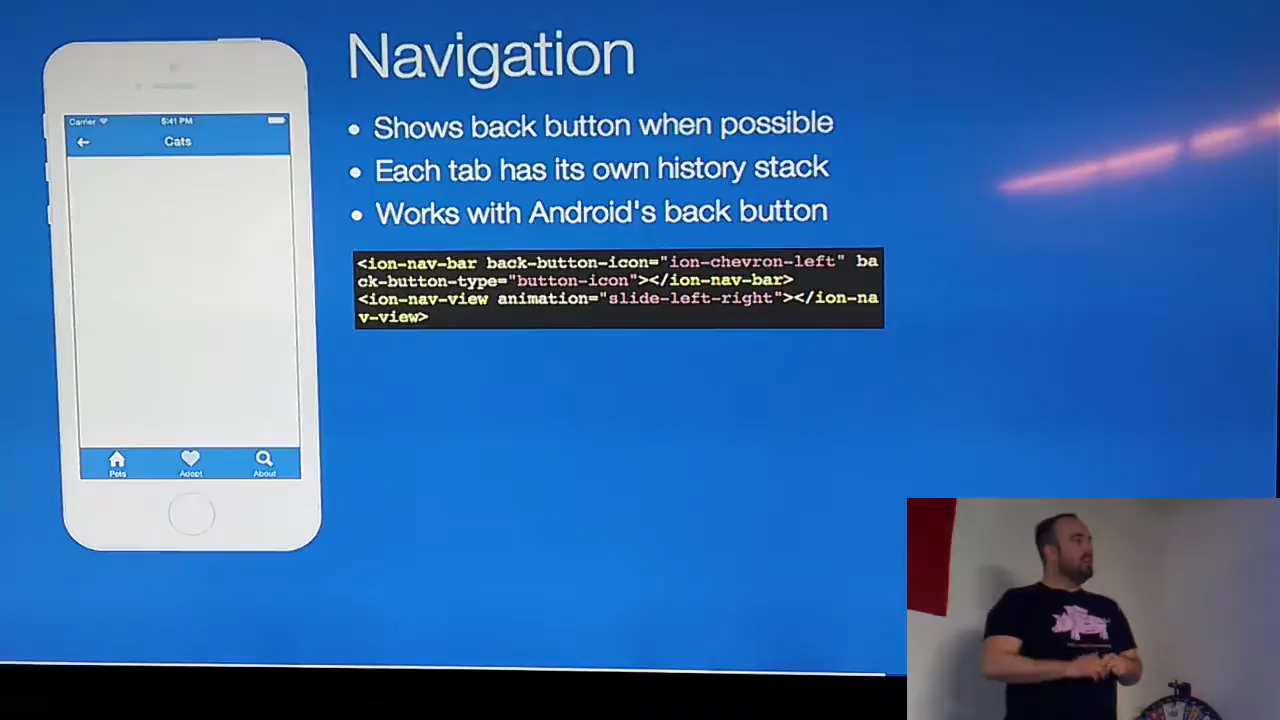 Navigation
Carrier 5:41 PM
Cats
Shows back button when possible
Each tab has its own history stack
Works with Android's back button
<ion-nav-bar back-button-icon="ion-chevron-left" ba
ck-button-type="button-icon"></ion-nav-bar>
<ion-nav-view animation="slide-left-right"></ion-na
v-view>
Pets Adopt About